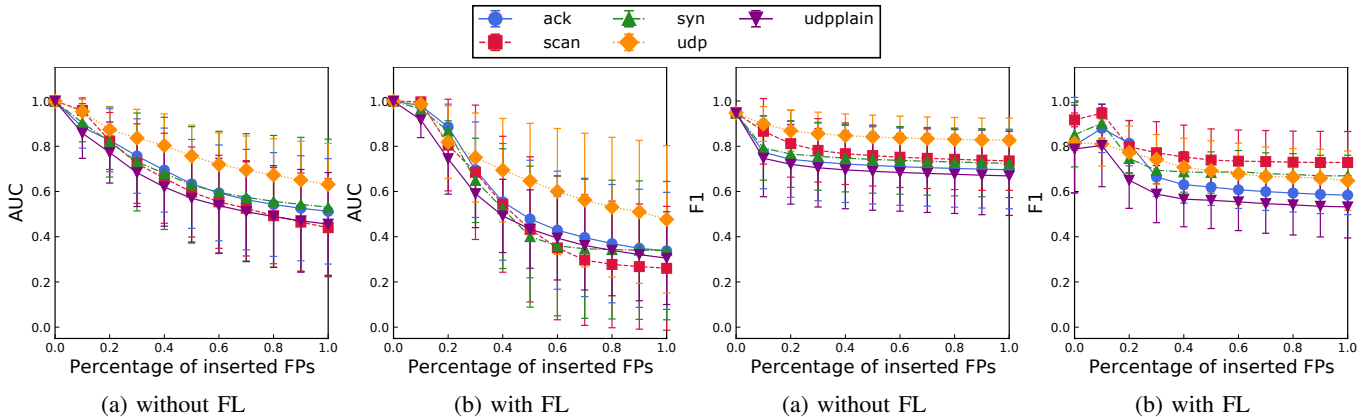 ack syn udpplain
scan udp
1.0 1.0 1.0 1.0
0.8 0.8 0.8 0.8
0.6 0.6 0.6 0.6
0.4 0.4 0.4 0.4
0.2 0.2 0.2 0.2
0.0 0.0 0.0 0.0
AUC AUC F1 F1
0.0 0.2 0.4 0.6 0.8 1.0 0.0 0.2 0.4 0.6 0.8 1.0 0.0 0.2 0.4 0.6 0.8 1.0 0.0 0.2 0.4 0.6 0.8 1.0
Percentage of inserted FPs Percentage of inserted FPs Percentage of inserted FPs Percentage of inserted FPs
(a) without FL (b) with FL (a) without FL (b) with FL